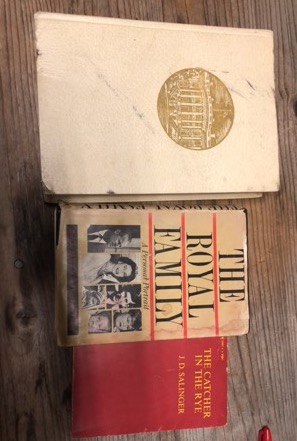 THE
ROYAL
FAMILY
A Personal Portrait
THE CATCHER
IN THE RYE
J. D. SALINGER